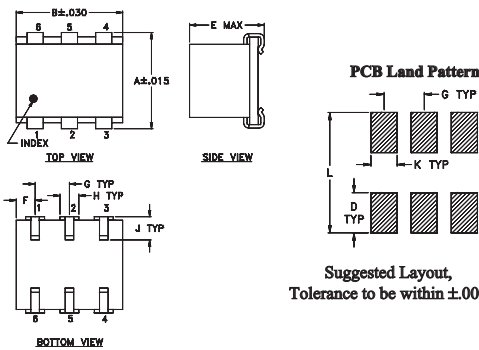 B±.030
6 5 4
A±.015
INDEX
1 2 3
TOP VIEW
E MAX
SIDE VIEW
PCB Land Pattern
G TYP
K TYP
L
D TYP
Suggested Layout,
Tolerance to be within ±.00
G TYP
H TYP
F
1 2 3
J TYP
6 5 4
BOTTOM VIEW